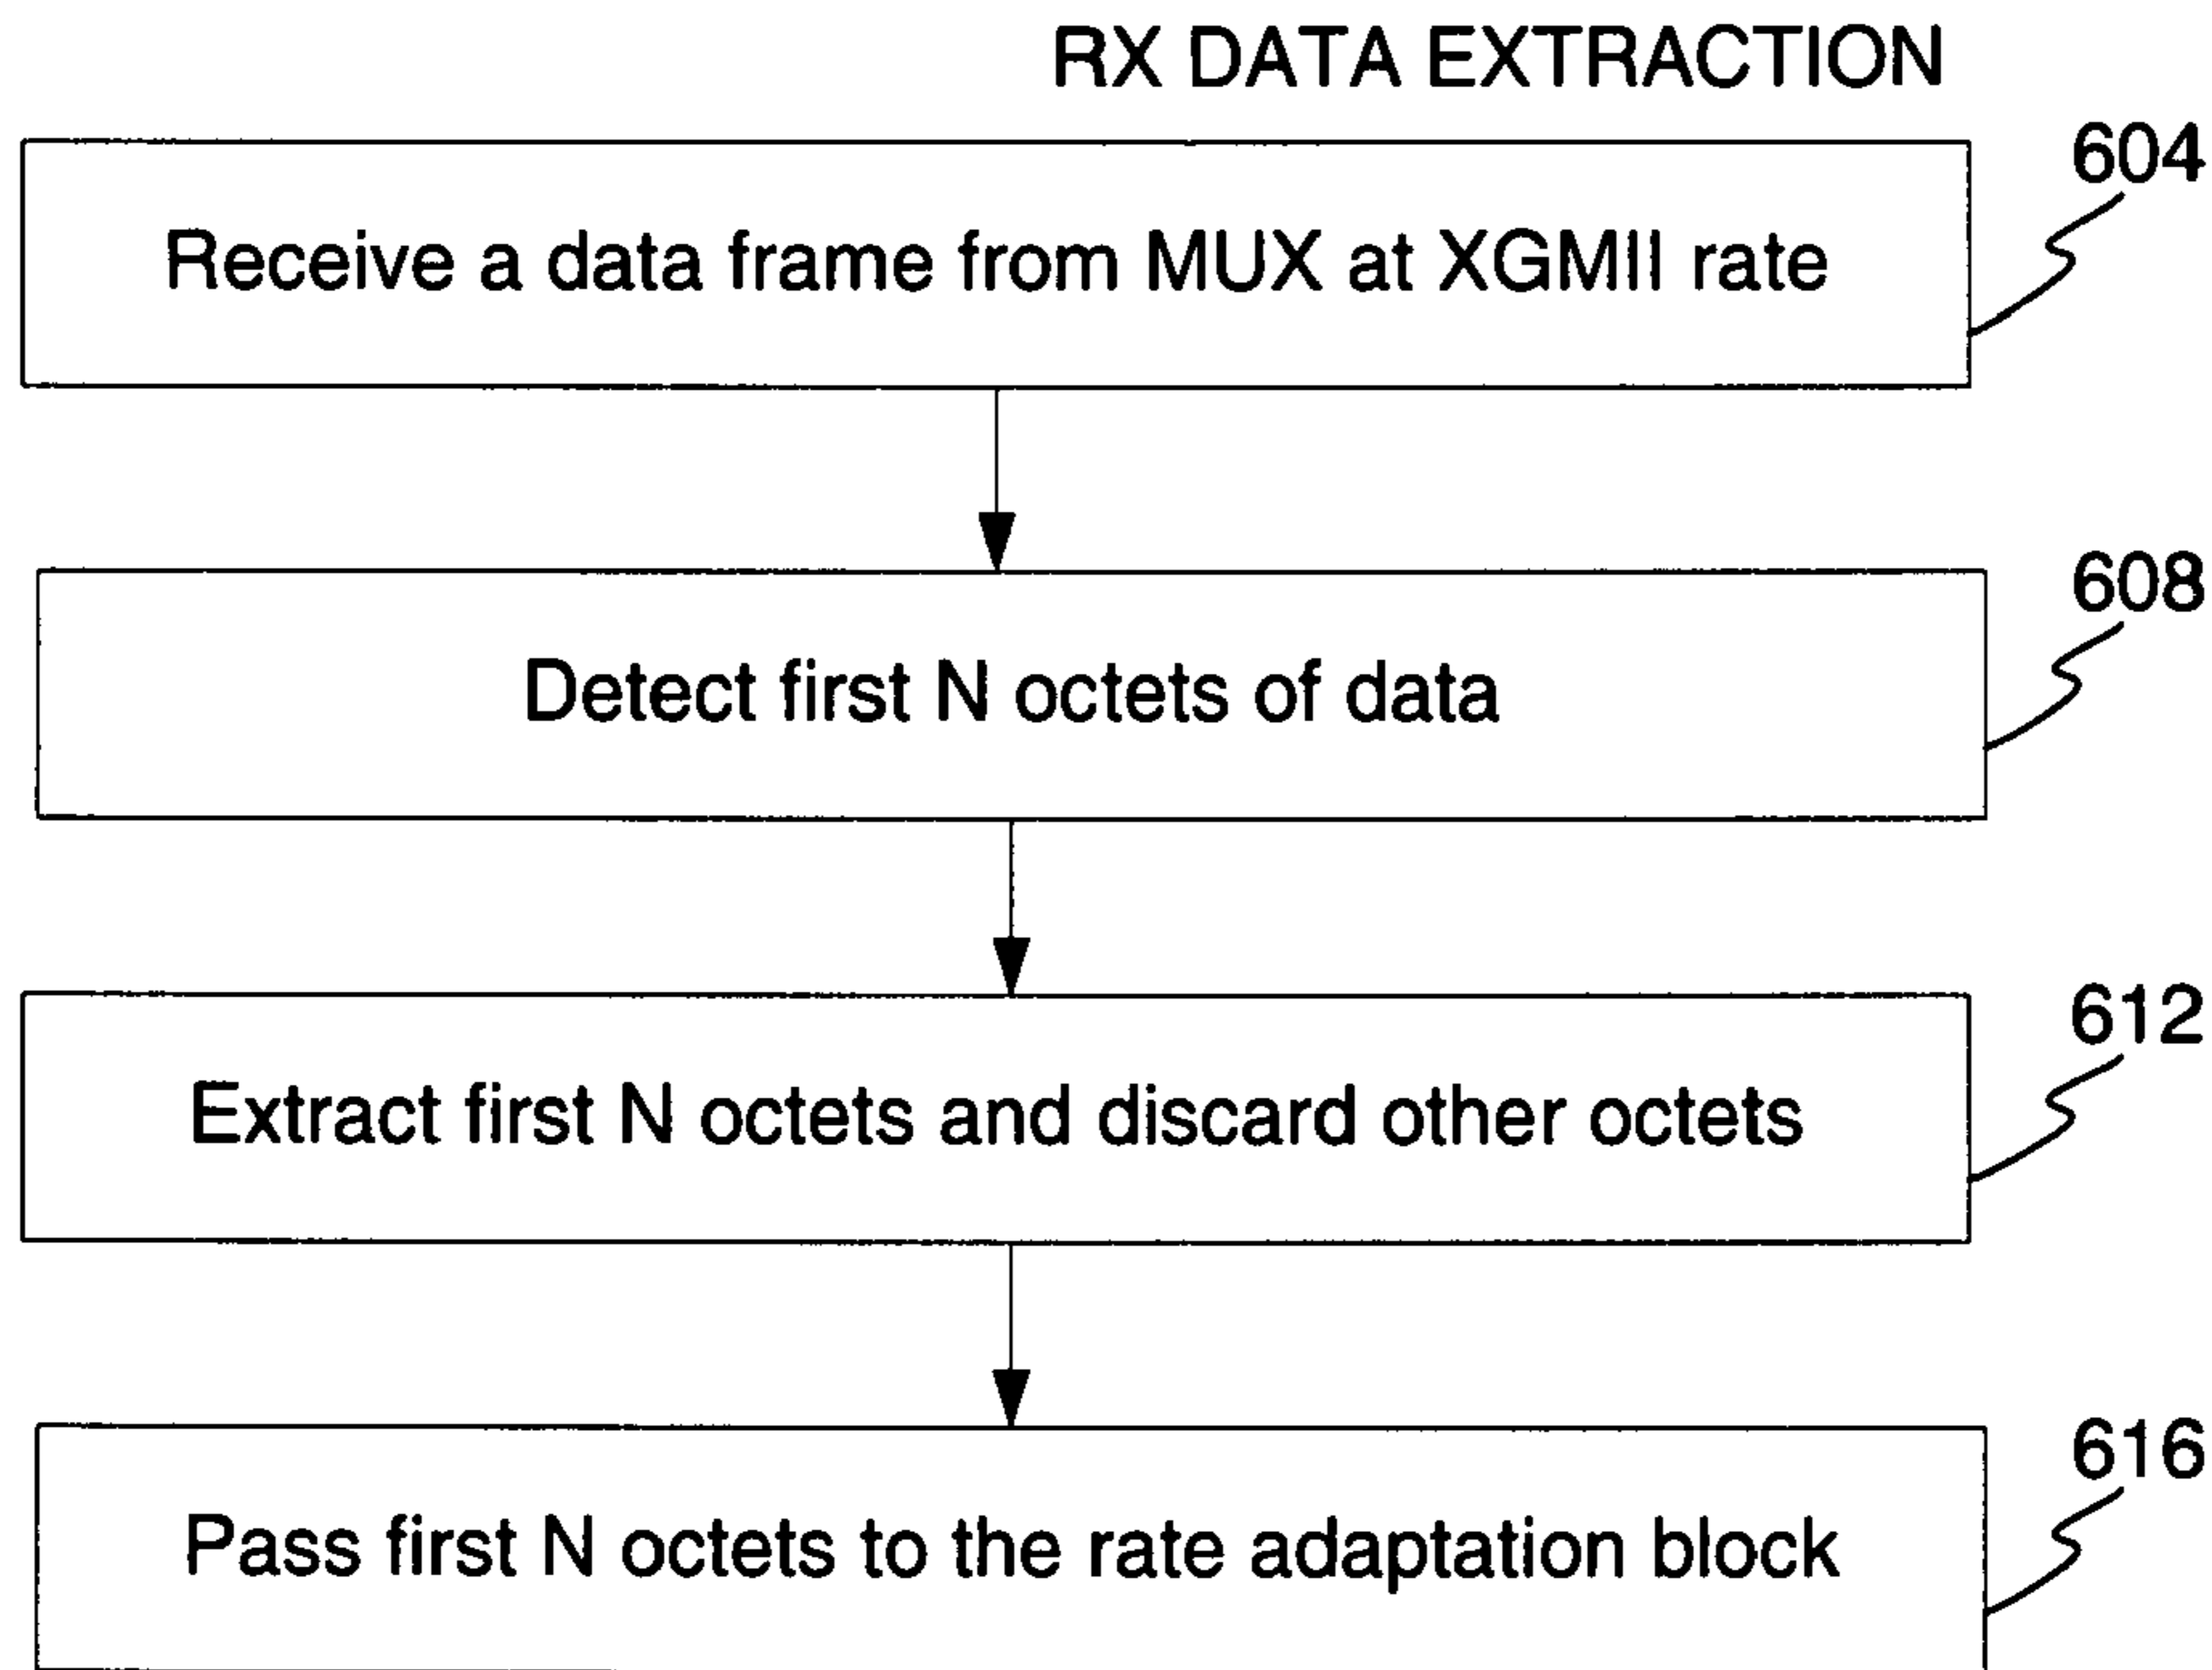 RX DATA EXTRACTION
604
Receive a data frame from MUX at XGMII rate
608
Detect first N octets of data
612
Extract first N octets and discard other octets
616
Pass first N octets to the rate adaptation block